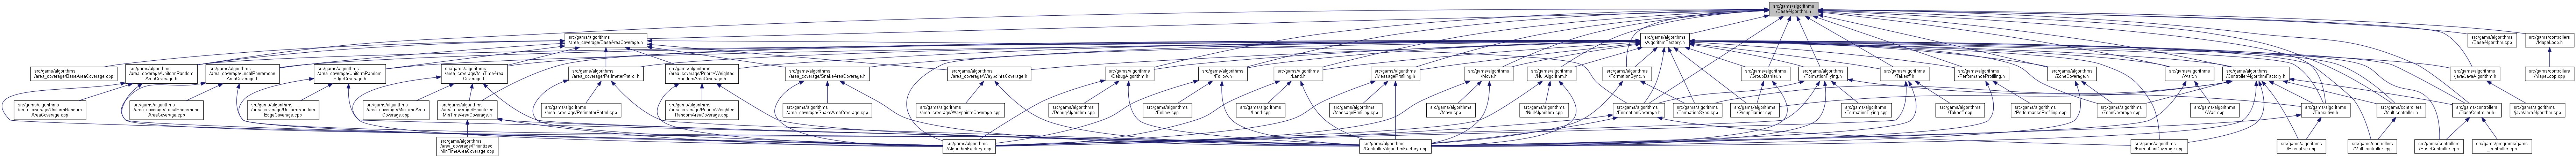 src/gams/algorithms
/BaseAlgorithm.h
src/gams/algorithms
/area_coverage/BaseAreaCoverage.h
src/gams/algorithms
/AlgorithmFactory.h
src/gams/algorithms
/BaseAlgorithm.cpp
src/gams/controllers
/MapeLoop.h
src/gams/algorithms
/area_coverage/BaseAreaCoverage.cpp
src/gams/algorithms
/area_coverage/UniformRandom
AreaCoverage.h
src/gams/algorithms
/area_coverage/LocalPheremone
AreaCoverage.h
src/gams/algorithms
/area_coverage/UniformRandom
EdgeCoverage.h
src/gams/algorithms
/area_coverage/MinTimeArea
Coverage.h
src/gams/algorithms
/area_coverage/PerimeterPatrol.h
src/gams/algorithms
/area_coverage/PriorityWeighted
RandomAreaCoverage.h
src/gams/algorithms
/area_coverage/SnakeAreaCoverage.h
src/gams/algorithms
/area_coverage/WaypointsCoverage.h
src/gams/algorithms
/DebugAlgorithm.h
src/gams/algorithms
/Follow.h
src/gams/algorithms
/Land.h
src/gams/algorithms
/MessageProfiling.h
src/gams/algorithms
/Move.h
src/gams/algorithms
/NullAlgorithm.h
src/gams/algorithms
/FormationSync.h
src/gams/algorithms
/GroupBarrier.h
src/gams/algorithms
/FormationFlying.h
src/gams/algorithms
/Takeoff.h
src/gams/algorithms
/PerformanceProfiling.h
src/gams/algorithms
/ZoneCoverage.h
src/gams/algorithms
/Wait.h
src/gams/algorithms
/ControllerAlgorithmFactory.h
src/gams/algorithms
/java/JavaAlgorithm.h
src/gams/controllers
/MapeLoop.cpp
src/gams/algorithms
/area_coverage/UniformRandom
AreaCoverage.cpp
src/gams/algorithms
/area_coverage/LocalPheremone
AreaCoverage.cpp
src/gams/algorithms
/area_coverage/UniformRandom
EdgeCoverage.cpp
src/gams/algorithms
/area_coverage/MinTimeArea
Coverage.cpp
src/gams/algorithms
/area_coverage/Prioritized
MinTimeAreaCoverage.h
src/gams/algorithms
/area_coverage/PerimeterPatrol.cpp
src/gams/algorithms
/area_coverage/PriorityWeighted
RandomAreaCoverage.cpp
src/gams/algorithms
/area_coverage/SnakeAreaCoverage.cpp
src/gams/algorithms
/area_coverage/WaypointsCoverage.cpp
src/gams/algorithms
/DebugAlgorithm.cpp
src/gams/algorithms
/Follow.cpp
src/gams/algorithms
/Land.cpp
src/gams/algorithms
/MessageProfiling.cpp
src/gams/algorithms
/Move.cpp
src/gams/algorithms
/NullAlgorithm.cpp
src/gams/algorithms
/FormationCoverage.h
src/gams/algorithms
/FormationSync.cpp
src/gams/algorithms
/GroupBarrier.cpp
src/gams/algorithms
/FormationFlying.cpp
src/gams/algorithms
/Takeoff.cpp
src/gams/algorithms
/PerformanceProfiling.cpp
src/gams/algorithms
/ZoneCoverage.cpp
src/gams/algorithms
/Wait.cpp
src/gams/algorithms
/Executive.h
src/gams/controllers
/Multicontroller.h
src/gams/controllers
/BaseController.h
src/gams/algorithms
/java/JavaAlgorithm.cpp
src/gams/algorithms
/area_coverage/Prioritized
MinTimeAreaCoverage.cpp
src/gams/algorithms
/AlgorithmFactory.cpp
src/gams/algorithms
/ControllerAlgorithmFactory.cpp
src/gams/algorithms
/FormationCoverage.cpp
src/gams/algorithms
/Executive.cpp
src/gams/controllers
/Multicontroller.cpp
src/gams/controllers
/BaseController.cpp
src/gams/programs/gams
_controller.cpp